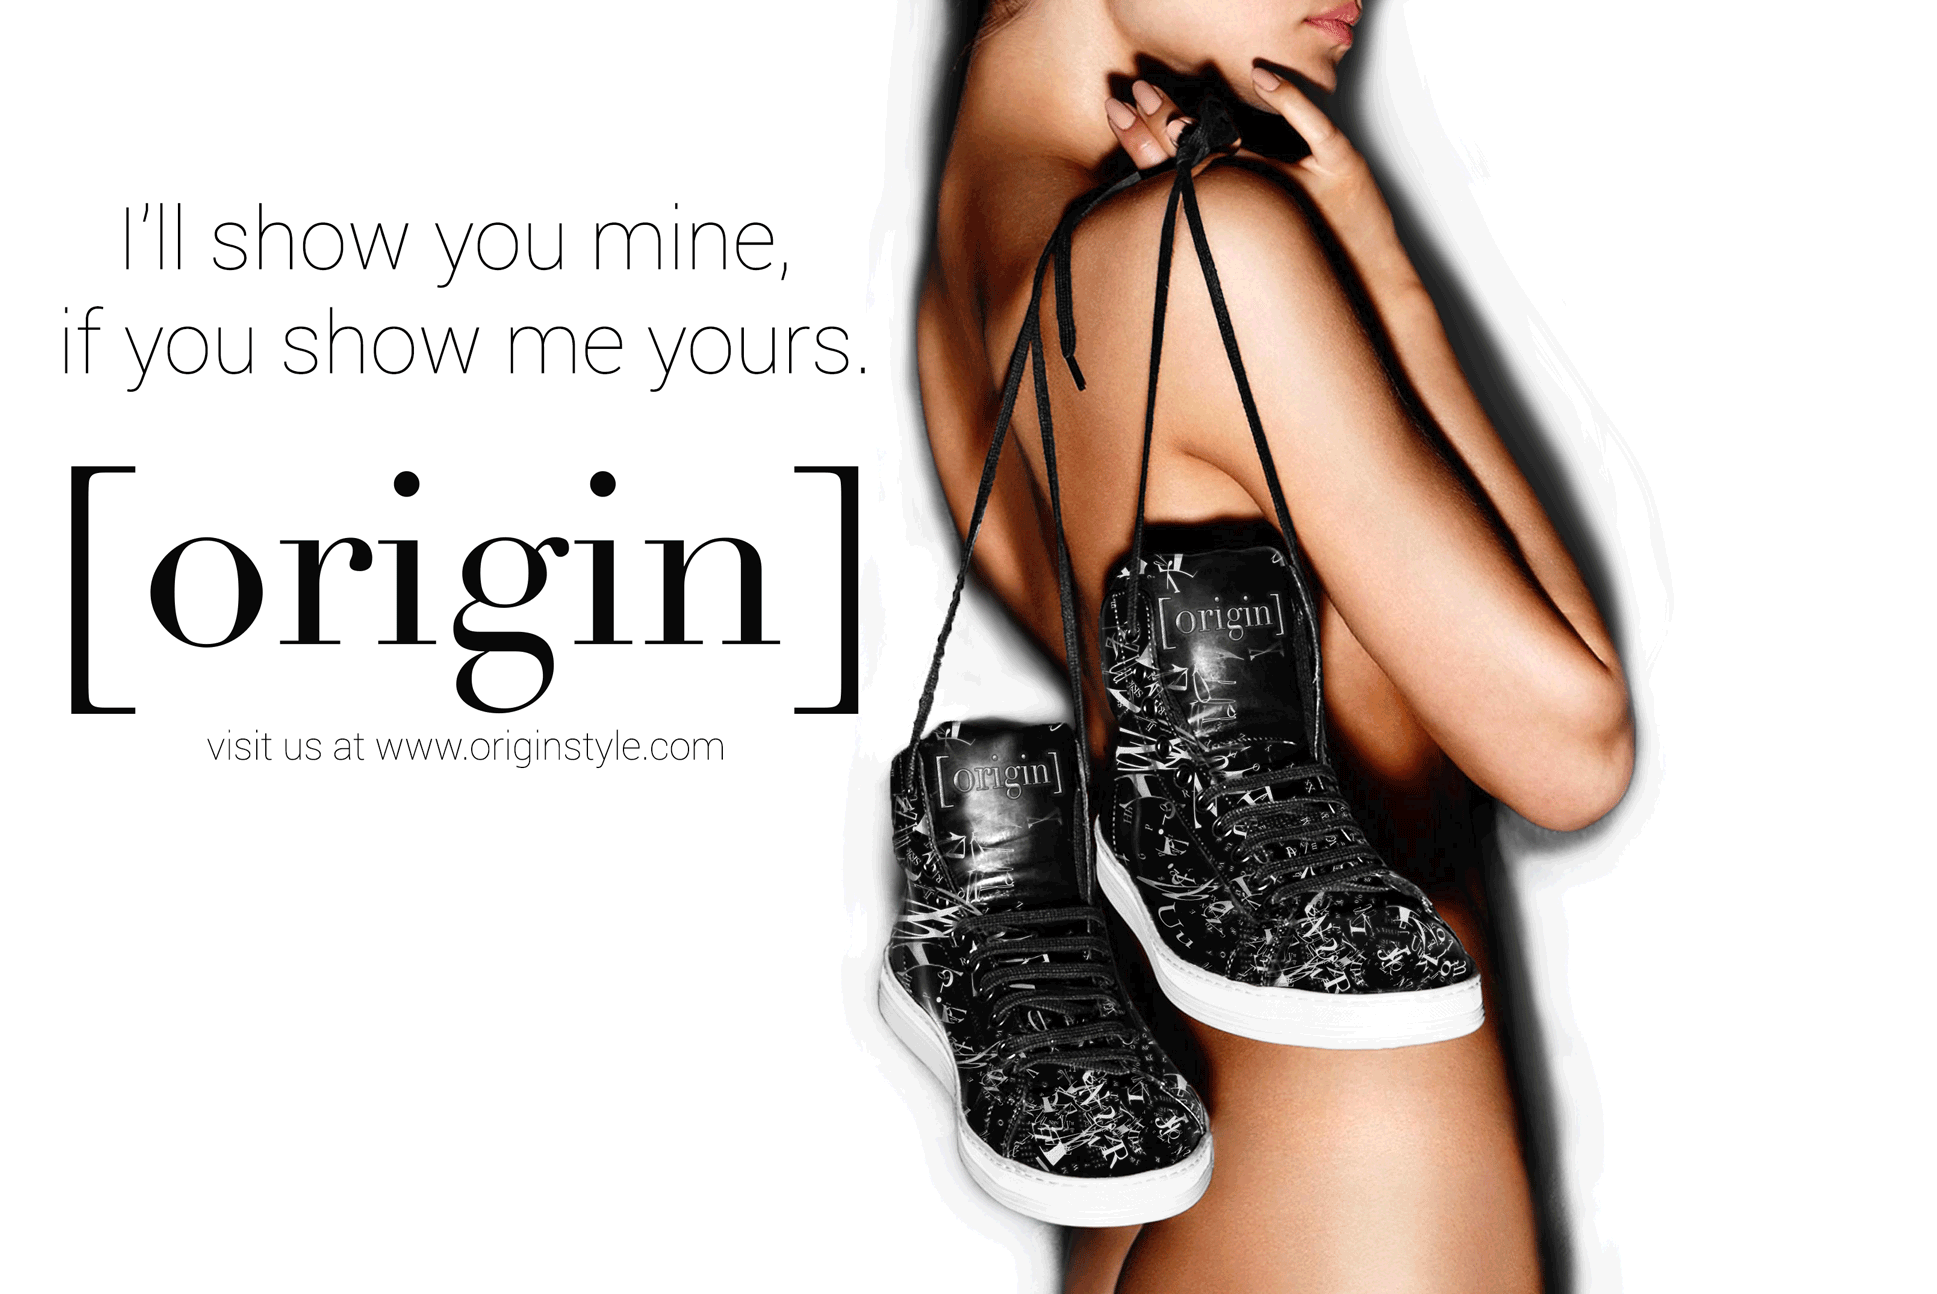 I’ll show you mine,
if you show me yours.
[origin]
visit us at www.originstyle.com
[origin]
[origin]